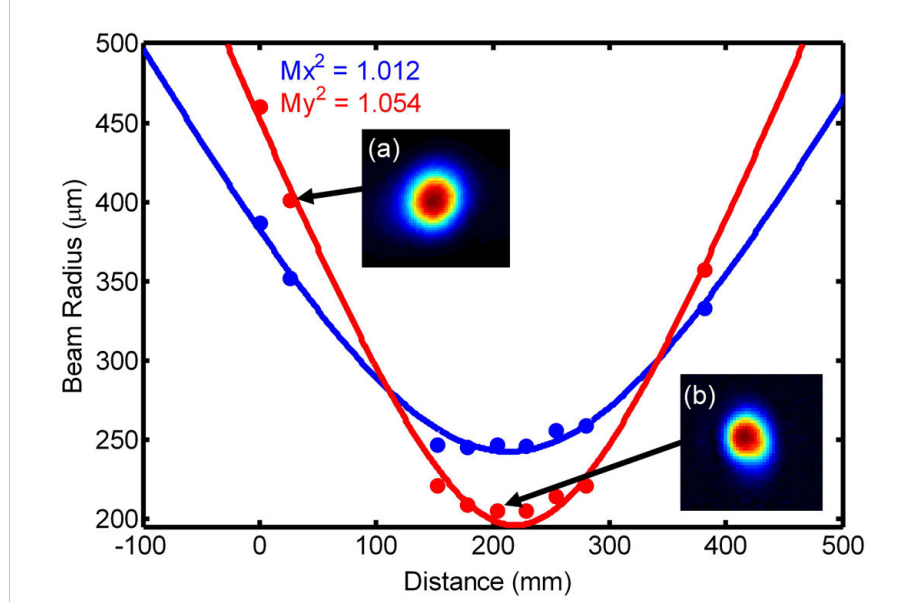 Mx² = 1.012
My² = 1.054
(a)
(b)
500
450
400
350
300
250
200
Beam Radius (μm)
-100 0 100 200 300 400 500
Distance (mm)